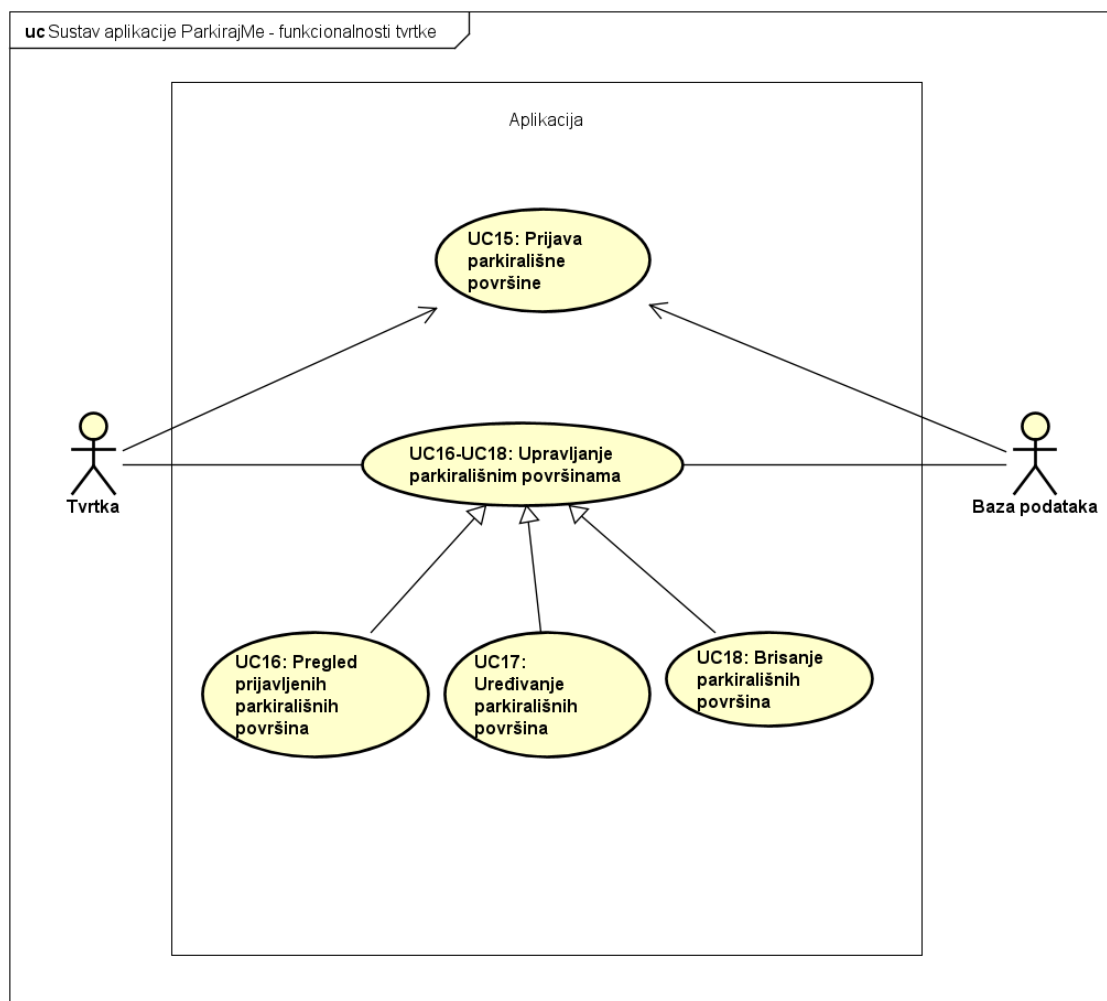 uc Sustav aplikacije ParkirajMe - funkcionalnosti tvrtke
Aplikacija
UC15: Prijava
parkirališne
površine
UC16-UC18: Upravljanje
parkirališnim površinama
Tvrtka
Baza podataka
UC16: Pregled
prijavljenih
parkirališnih
površina
UC17:
Uređivanje
parkirališnih
površina
UC18: Brisanje
parkirališnih
površina